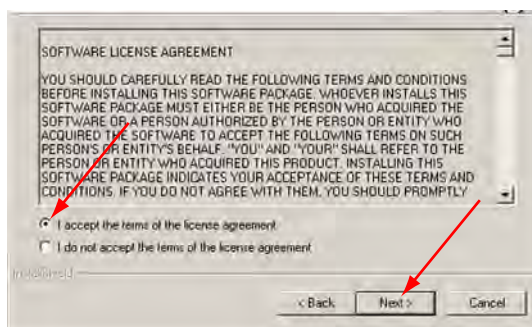 SOFTWARE LICENSE AGREEMENT
YOU SHOULD CAREFULLY READ THE FOLLOWING TERMS AND CONDITIONS
BEFORE INSTALLING THIS SOFTWARE PACKAGE. WHOEVER INSTALLS THIS
SOFTWARE PACKAGE MUST EITHER BE THE PERSON WHO ACQUIRED THE
SOFTWARE OR A PERSON AUTHORIZED BY THE PERSON OR ENTITY WHO
ACQUIRED THE SOFTWARE TO ACCEPT THE FOLLOWING TERMS ON SUCH
PERSON'S OR ENTITY'S BEHALF. "YOU" AND "YOUR" SHALL REFER TO THE
PERSON OR ENTITY WHO ACQUIRED THIS PRODUCT. INSTALLING THIS
SOFTWARE PACKAGE INDICATES YOUR ACCEPTANCE OF THESE TERMS AND
CONDITIONS. IF YOU DO NOT AGREE WITH THEM, YOU SHOULD PROMPTLY
I accept the terms of the license agreement
I do not accept the terms of the license agreement
InstallShield
< Back Next > Cancel